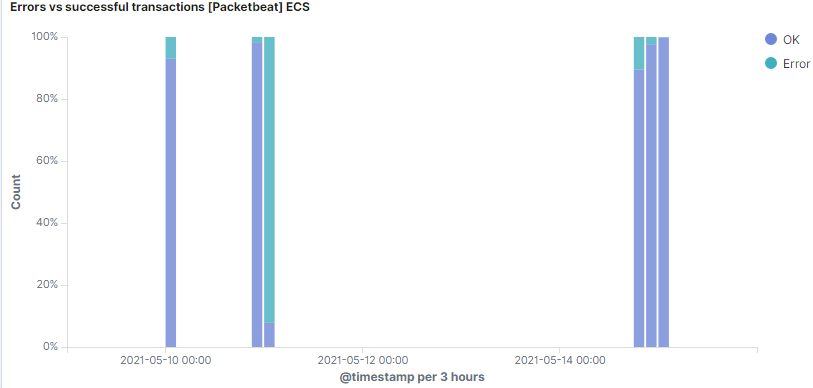 Errors vs successful transactions [Packetbeat] ECS
100%
80%
60%
40%
20%
0%
Count
2021-05-10 00:00
2021-05-12 00:00
2021-05-14 00:00
@timestamp per 3 hours
OK
Error